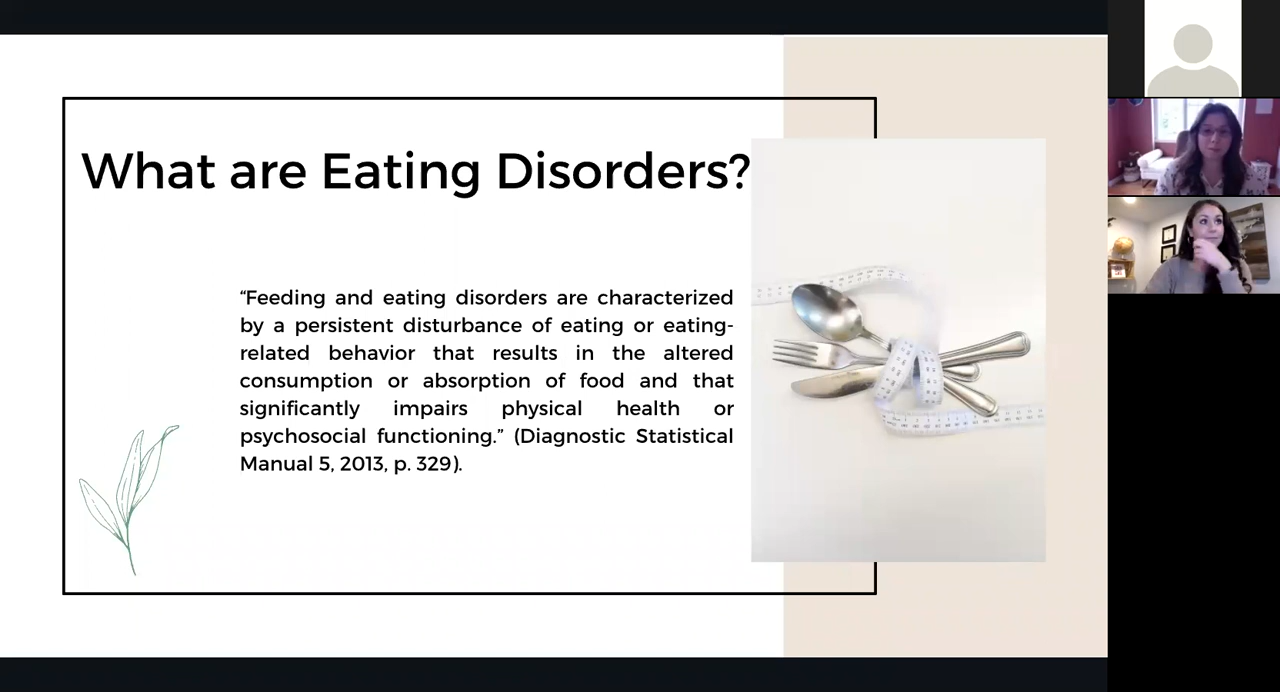 What are Eating Disorders?
“Feeding and eating disorders are characterized
by a persistent disturbance of eating or eating-
related behavior that results in the altered
consumption or absorption of food and that
significantly impairs physical health or
psychosocial functioning.” (Diagnostic Statistical
Manual 5, 2013, p. 329).